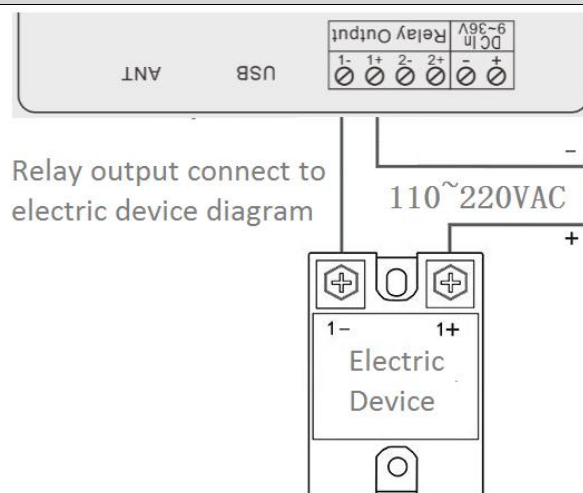 Relay Output
DC In
9~36V
1- 1+ 2- 2+ - +
ANT
USB
-
Relay output connect to
electric device diagram
110~220VAC
+
1- 1+
Electric
Device